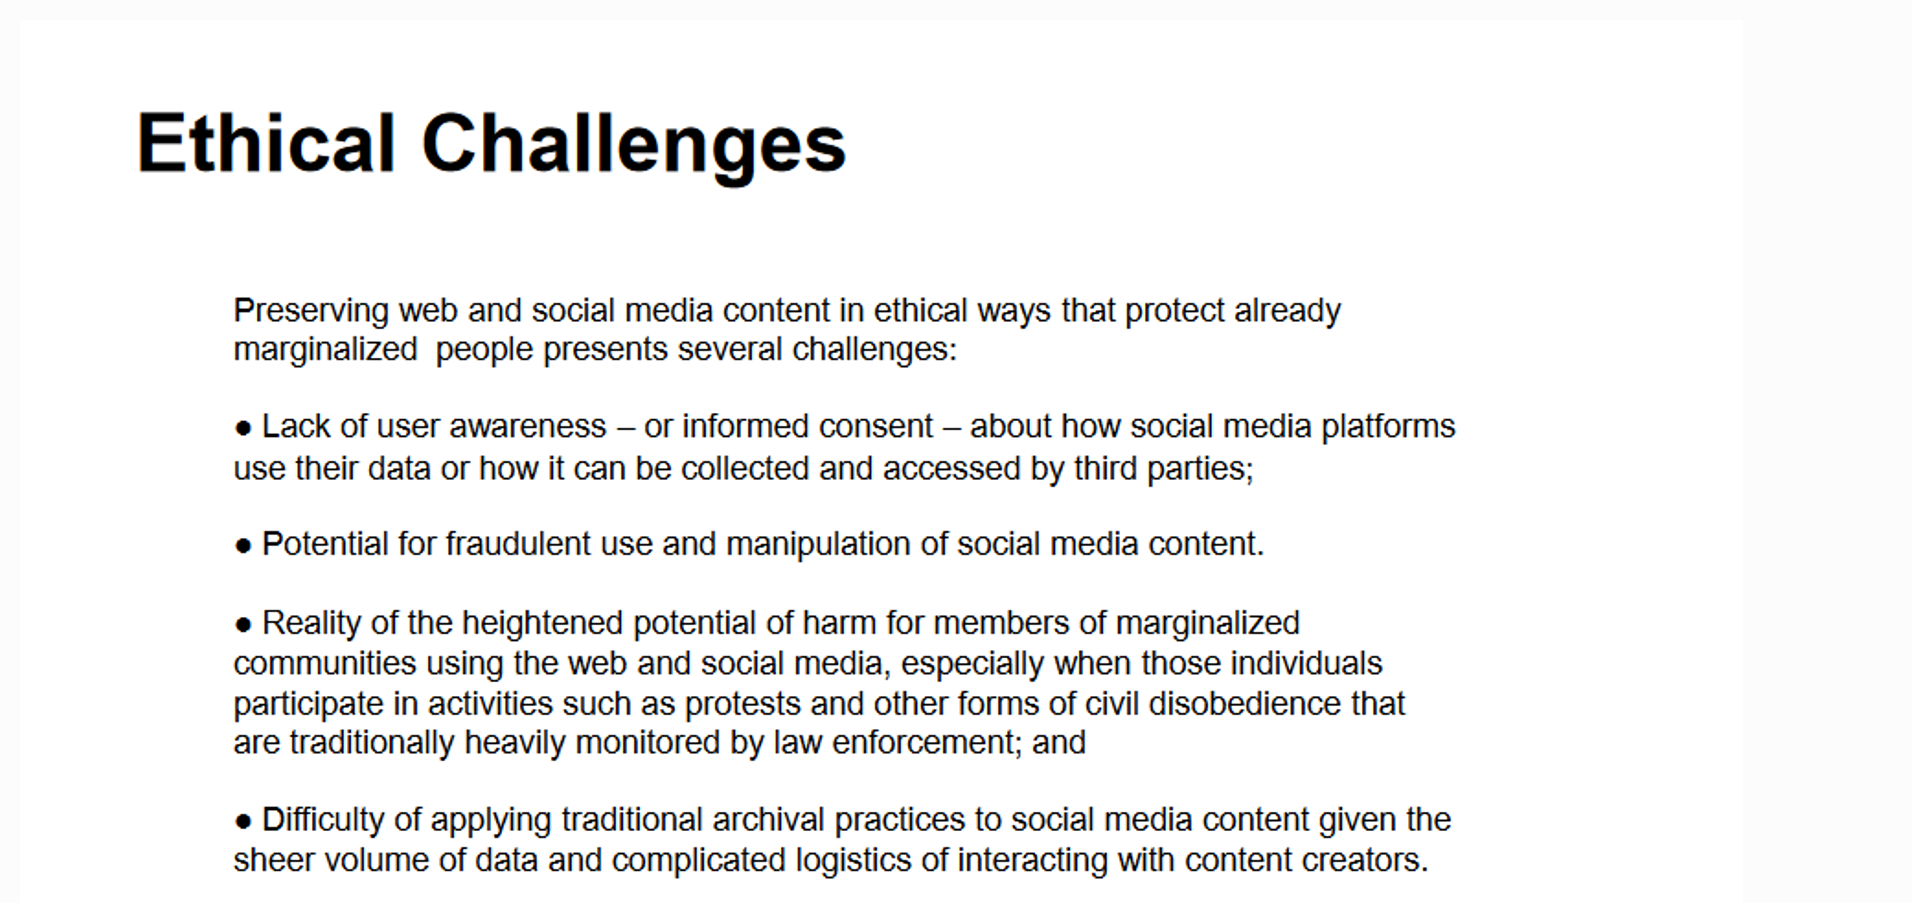 Ethical Challenges
Preserving web and social media content in ethical ways that protect already
marginalized  people presents several challenges:
● Lack of user awareness – or informed consent – about how social media platforms
use their data or how it can be collected and accessed by third parties;
● Potential for fraudulent use and manipulation of social media content.
● Reality of the heightened potential of harm for members of marginalized
communities using the web and social media, especially when those individuals
participate in activities such as protests and other forms of civil disobedience that
are traditionally heavily monitored by law enforcement; and
● Difficulty of applying traditional archival practices to social media content given the
sheer volume of data and complicated logistics of interacting with content creators.